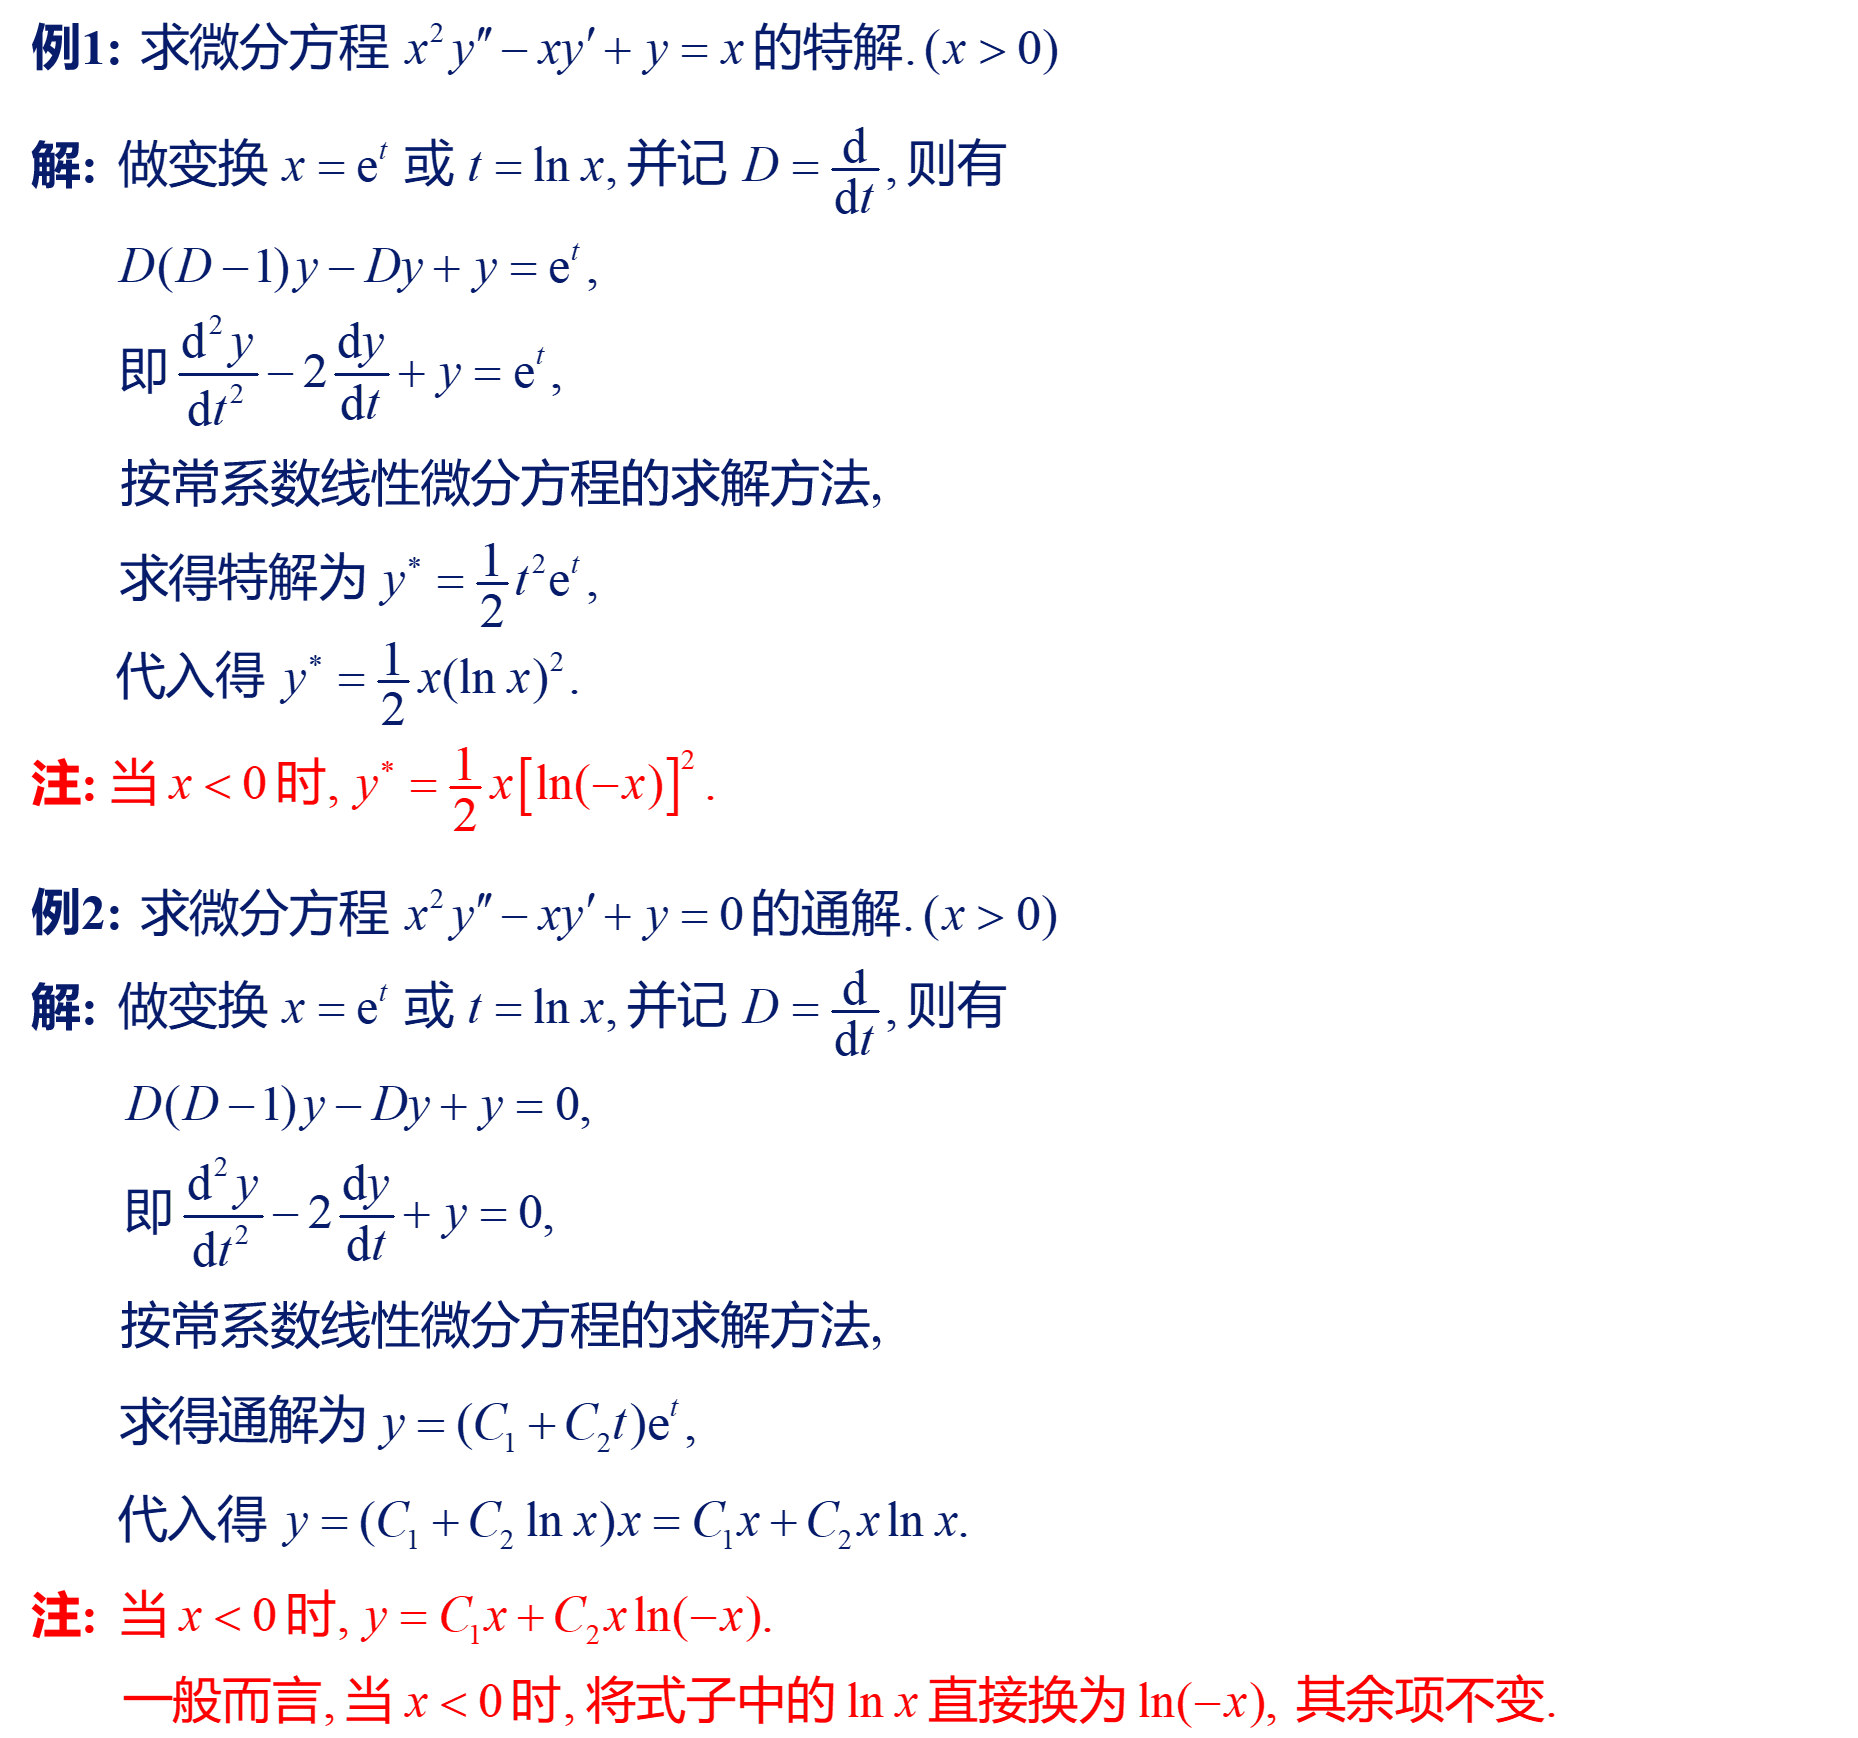 例1: 求微分方程 x²y″ − xy′ + y = x 的特解. (x > 0)
解: 做变换 x = eᵗ 或 t = ln x, 并记 D = d/dt, 则有
D(D − 1)y − Dy + y = eᵗ,
即 d²y/dt² − 2 dy/dt + y = eᵗ,
按常系数线性微分方程的求解方法,
求得特解为 y* = 1/2 t²eᵗ,
代入得 y* = 1/2 x(ln x)².
注: 当 x < 0 时, y* = 1/2 x[ln(−x)]².
例2: 求微分方程 x²y″ − xy′ + y = 0 的通解. (x > 0)
解: 做变换 x = eᵗ 或 t = ln x, 并记 D = d/dt, 则有
D(D − 1)y − Dy + y = 0,
即 d²y/dt² − 2 dy/dt + y = 0,
按常系数线性微分方程的求解方法,
求得通解为 y = (C₁ + C₂t)eᵗ,
代入得 y = (C₁ + C₂ ln x)x = C₁x + C₂x ln x.
注: 当 x < 0 时, y = C₁x + C₂x ln(−x).
一般而言, 当 x < 0 时, 将式子中的 ln x 直接换为 ln(−x), 其余项不变.